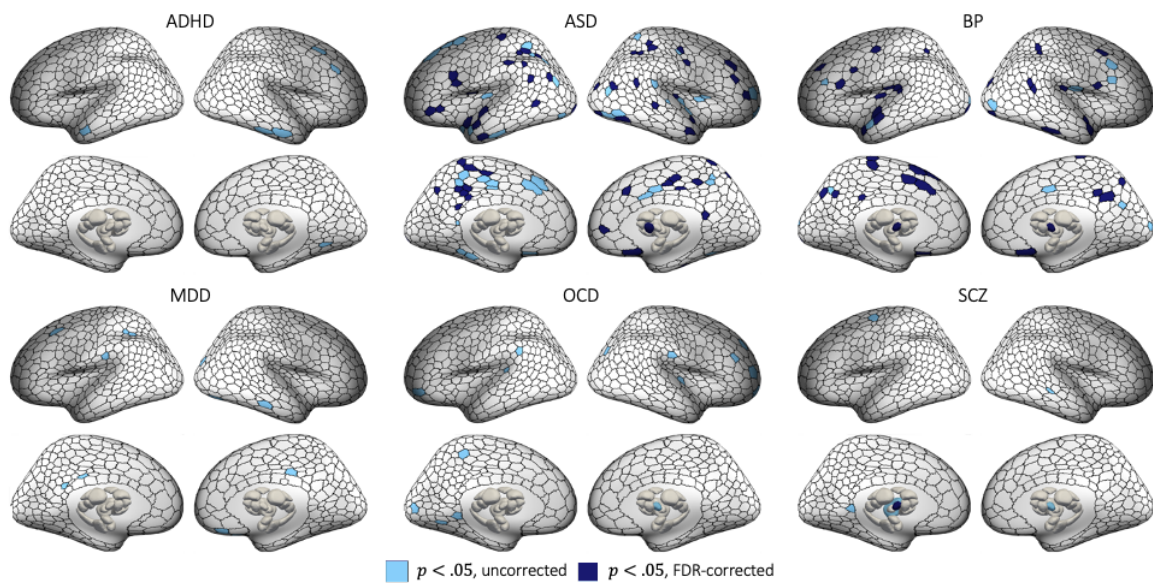 ADHD ASD BP
MDD OCD SCZ
p < .05, uncorrected p < .05, FDR-corrected